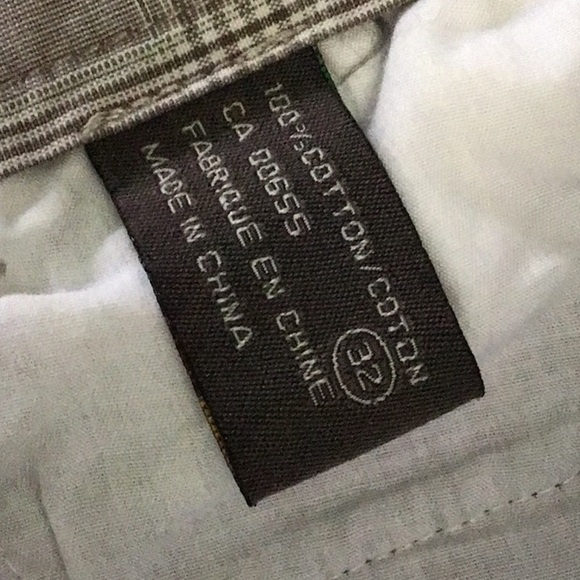 100%COTTON/COTON
CA 00655
FABRIQUE EN CHINE
MADE IN CHINA
32